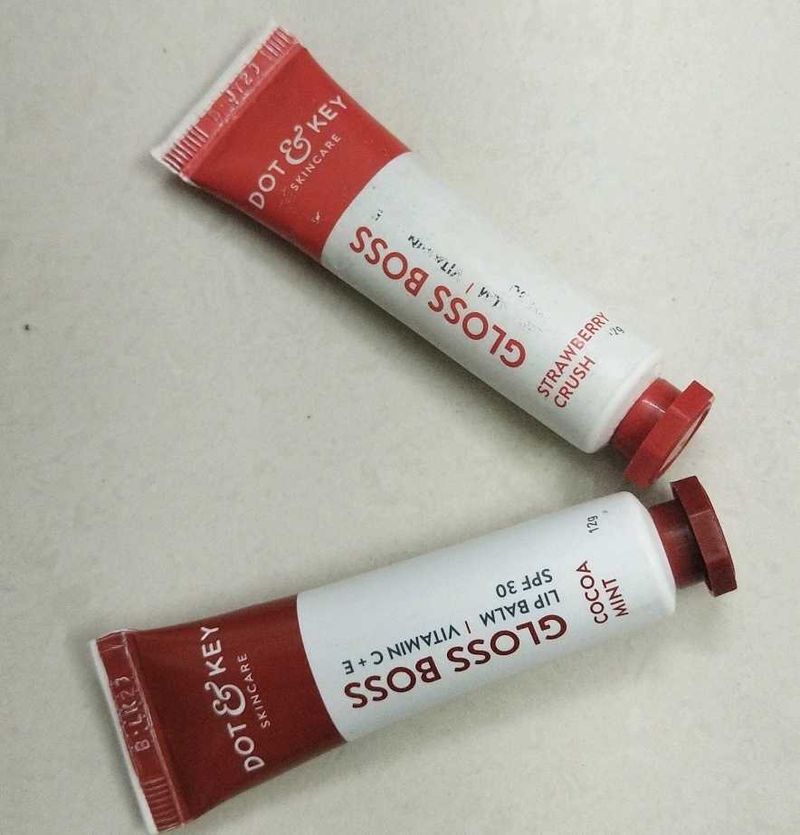 DOT & KEY
SKINCARE
GLOSS BOSS
VITAMIN
STRAWBERRY
CRUSH
DOT & KEY
SKINCARE
GLOSS BOSS
LIP BALM | VITAMIN C + E
SPF 30
COCOA
MINT
12g